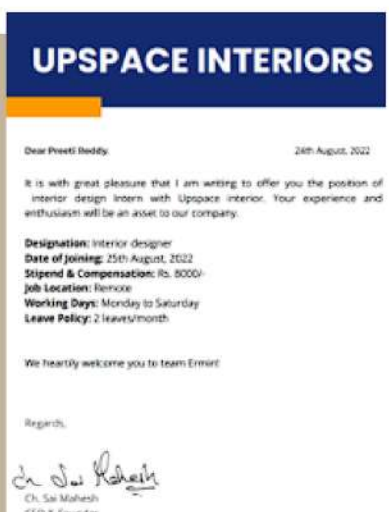 UPSPACE INTERIORS
Dear Preeti Reddy,
24th August, 2022
It is with great pleasure that I am writing to offer you the position of
interior design Intern with Upspace interior. Your experience and
enthusiasm will be an asset to our company.
Designation: Interior designer
Date of Joining: 25th August, 2022
Stipend & Compensation: Rs. 8000/-
Job Location: Remote
Working Days: Monday to Saturday
Leave Policy: 2 leaves/month
We heartily welcome you to team Ermint
Regards,
Ch Sai Mahesh
Ch. Sai Mahesh
CEO & Founder